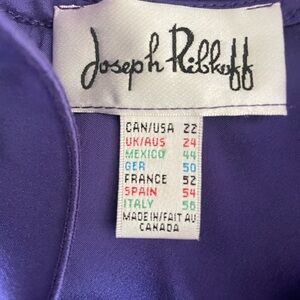 Joseph Ribkoff
CAN/USA 22
UK/AUS 24
MEXICO 44
GER 50
FRANCE 52
SPAIN 54
ITALY 56
MADE IN/FAIT AU
CANADA